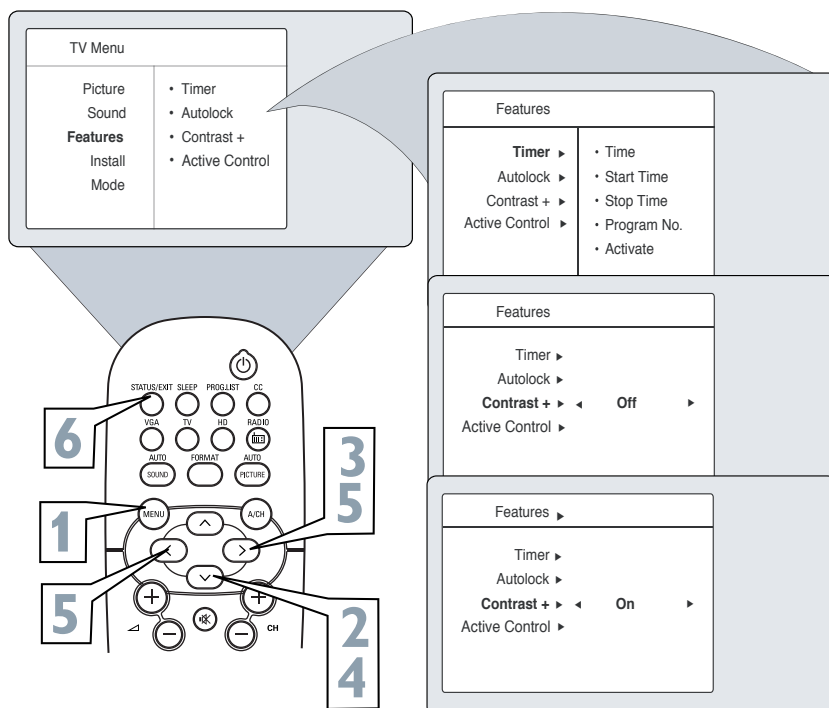 TV Menu
Picture
Sound
Features
Install
Mode
• Timer
• Autolock
• Contrast +
• Active Control
Features
Timer ▶
Autolock ▶
Contrast + ▶
Active Control ▶
• Time
• Start Time
• Stop Time
• Program No.
• Activate
Features
Timer ▶
Autolock ▶
Contrast + ▶ ◀ Off ▶
Active Control ▶
Features ▶
Timer ▶
Autolock ▶
Contrast + ▶ ◀ On ▶
Active Control ▶
STATUS/EXIT SLEEP PROG.LIST CC
VGA TV HD RADIO
AUTO FORMAT AUTO
SOUND PICTURE
MENU A/CH
CH
6
1
5
3
5
2
4